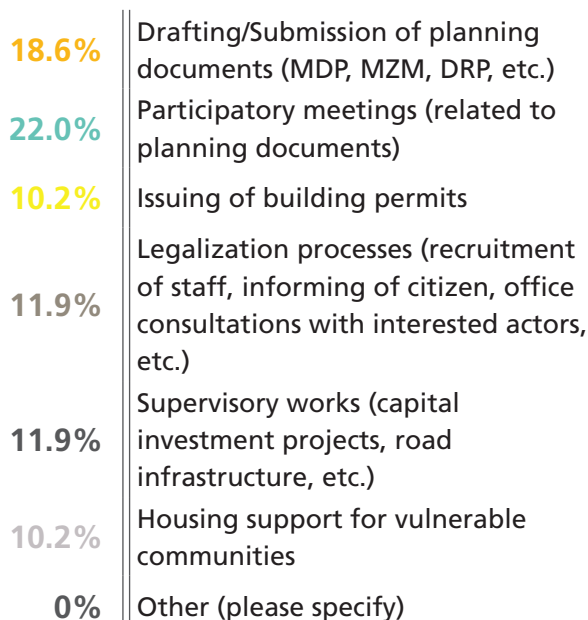 18.6% Drafting/Submission of planning
documents (MDP, MZM, DRP, etc.)
22.0% Participatory meetings (related to
planning documents)
10.2% Issuing of building permits
Legalization processes (recruitment
of staff, informing of citizen, office
11.9% consultations with interested actors,
etc.)
Supervisory works (capital
11.9% investment projects, road
infrastructure, etc.)
10.2% Housing support for vulnerable
communities
0% Other (please specify)